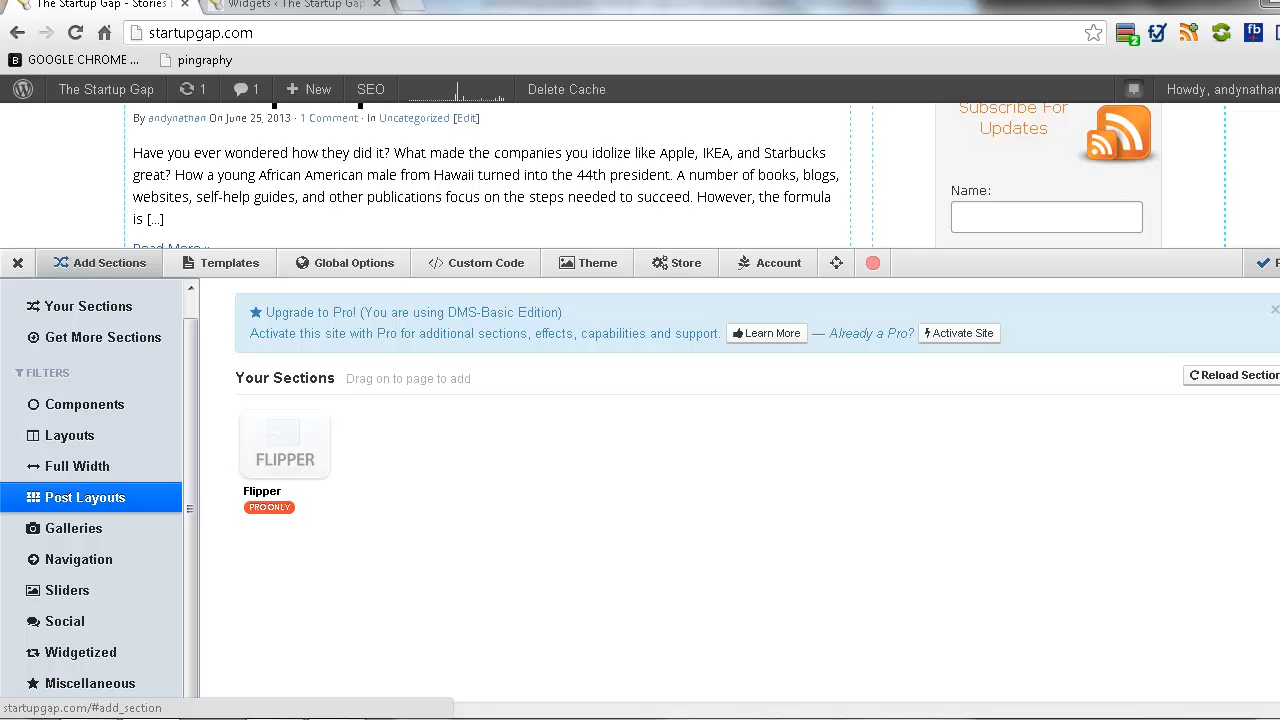 The Startup Gap - Stories
Widgets ‹ The Startup Gap
startupgap.com
GOOGLE CHROME ...
pingraphy
The Startup Gap
1
1
New
SEO
Delete Cache
Howdy, andynathan
By andynathan On June 25, 2013 · 1 Comment · In Uncategorized [Edit]
Have you ever wondered how they did it? What made the companies you idolize like Apple, IKEA, and Starbucks
great? How a young African American male from Hawaii turned into the 44th president. A number of books, blogs,
websites, self-help guides, and other publications focus on the steps needed to succeed. However, the formula
is [...]
Read More »
Subscribe For
Updates
Name:
Add Sections
Templates
Global Options
Custom Code
Theme
Store
Account
Your Sections
Get More Sections
FILTERS
Components
Layouts
Full Width
Post Layouts
Galleries
Navigation
Sliders
Social
Widgetized
Miscellaneous
Upgrade to Pro! (You are using DMS-Basic Edition)
Activate this site with Pro for additional sections, effects, capabilities and support. Learn More — Already a Pro? Activate Site
Your Sections Drag on to page to add
Reload Section
FLIPPER
Flipper
PRO ONLY
startupgap.com/#add_section